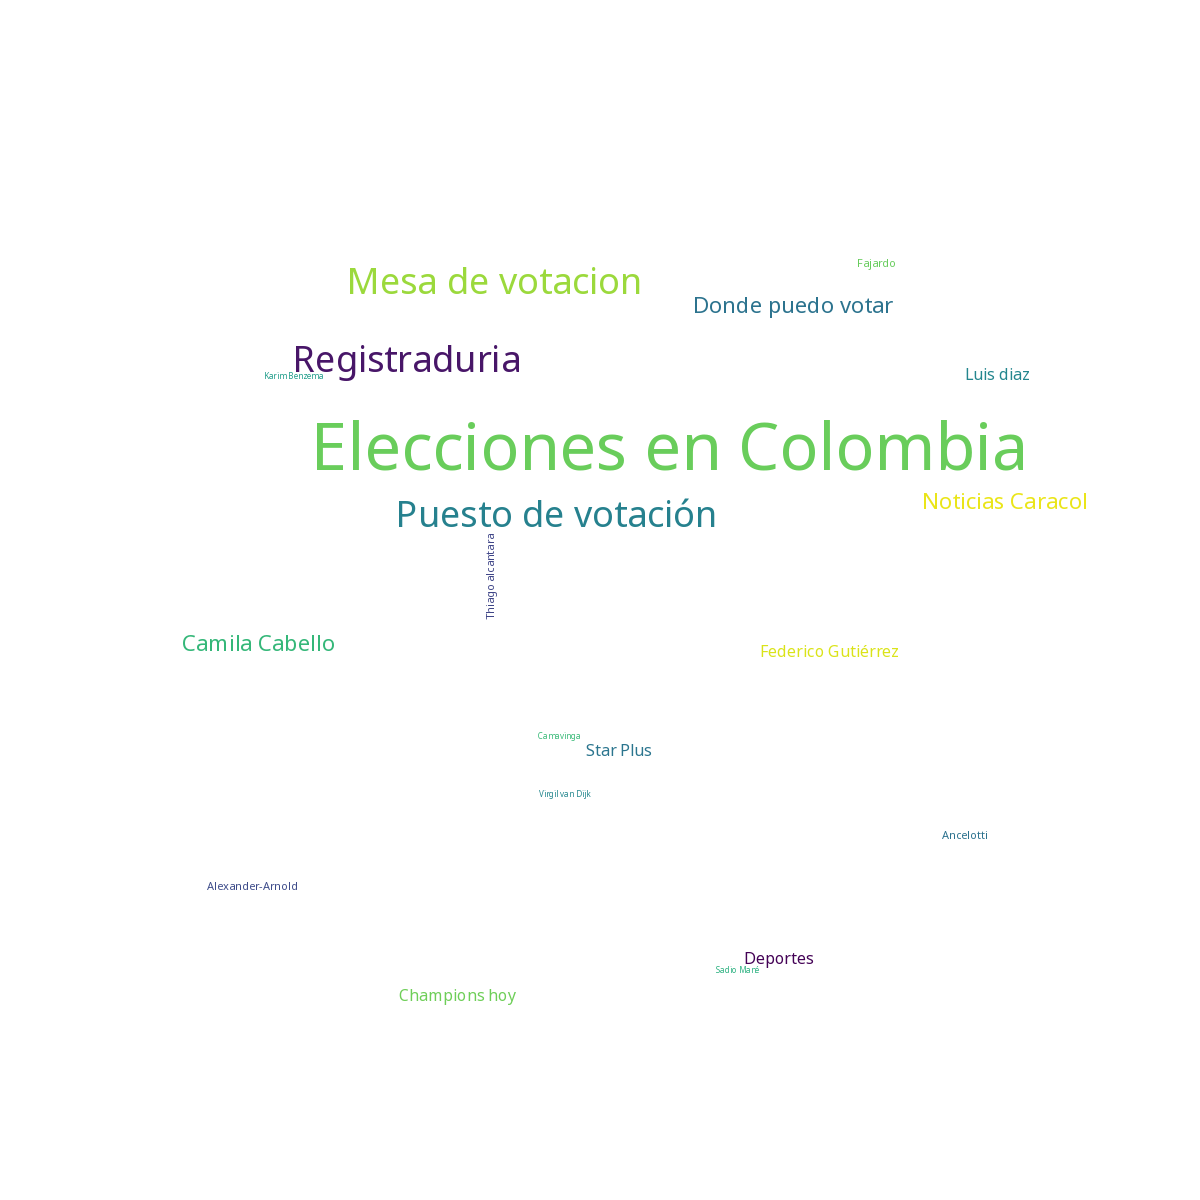 Fajardo
Mesa de votacion
Donde puedo votar
Registraduria
Karim Benzema
Luis diaz
Elecciones en Colombia
Noticias Caracol
Puesto de votación
Thiago alcantara
Camila Cabello
Federico Gutiérrez
Camavinga
Star Plus
Virgil van Dijk
Ancelotti
Alexander-Arnold
Deportes
Sadio Mané
Champions hoy